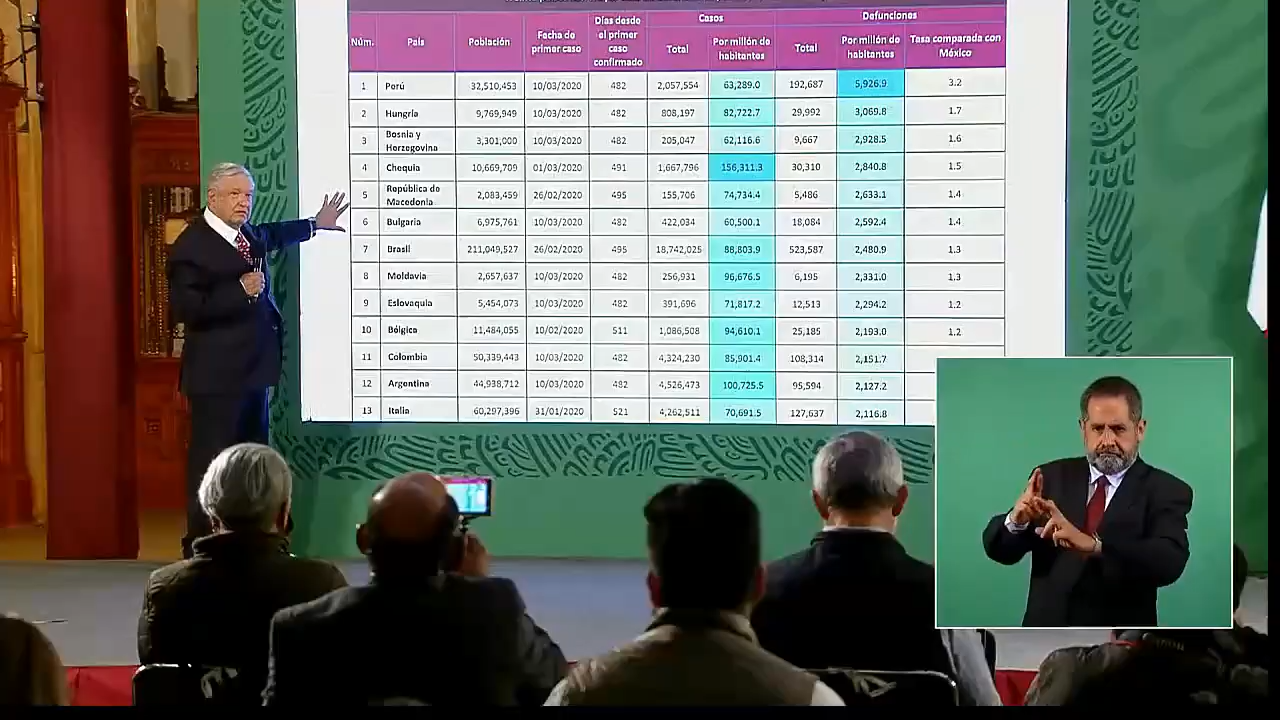 Casos Defunciones
Núm. País Población Fecha de primer caso Días desde el primer caso confirmado Total Por millón de habitantes Total Por millón de habitantes Tasa comparada con México
1 Perú 32,510,453 10/03/2020 482 2,057,554 63,289.0 192,687 5,926.9 3.2
2 Hungría 9,769,949 10/03/2020 482 808,197 82,722.7 29,992 3,069.8 1.7
3 Bosnia y Herzegovina 3,301,000 10/03/2020 482 205,047 62,116.6 9,667 2,928.5 1.6
4 Chequia 10,669,709 01/03/2020 491 1,667,796 156,311.3 30,310 2,840.8 1.5
5 República de Macedonia 2,083,459 26/02/2020 495 155,706 74,734.4 5,486 2,633.1 1.4
6 Bulgaria 6,975,761 10/03/2020 482 422,034 60,500.1 18,084 2,592.4 1.4
7 Brasil 211,049,527 26/02/2020 495 18,742,025 88,803.9 523,587 2,480.9 1.3
8 Moldavia 2,657,637 10/03/2020 482 256,931 96,676.5 6,195 2,331.0 1.3
9 Eslovaquia 5,454,073 10/03/2020 482 391,696 71,817.2 12,513 2,294.2 1.2
10 Bélgica 11,484,055 10/02/2020 511 1,086,508 94,610.1 25,185 2,193.0 1.2
11 Colombia 50,339,443 10/03/2020 482 4,324,230 85,901.4 108,314 2,151.7
12 Argentina 44,938,712 10/03/2020 482 4,526,473 100,725.5 95,594 2,127.2
13 Italia 60,297,396 31/01/2020 521 4,262,511 70,691.5 127,637 2,116.8